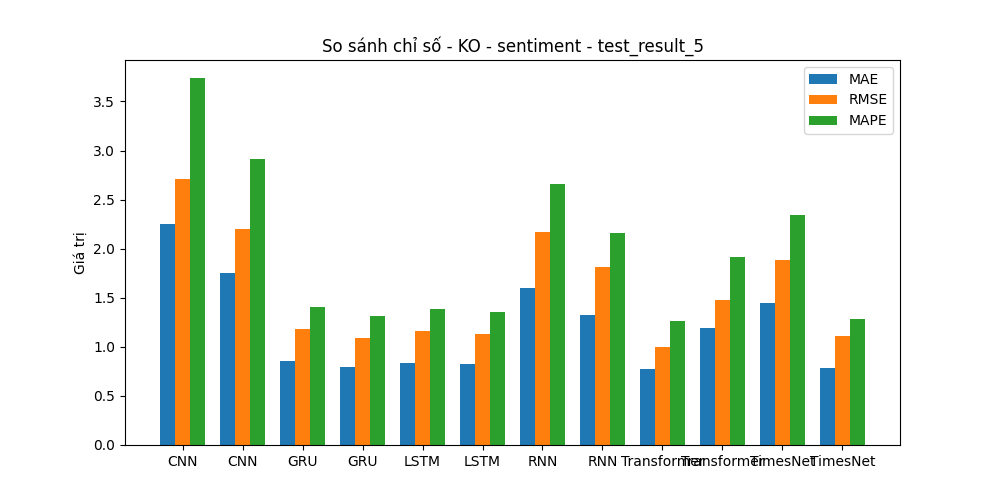 So sánh chỉ số - KO - sentiment - test_result_5
MAE
RMSE
MAPE
Giá trị
3.5
3.0
2.5
2.0
1.5
1.0
0.5
0.0
CNN CNN GRU GRU LSTM LSTM RNN RNN Transformer Transformer TimesNet TimesNet